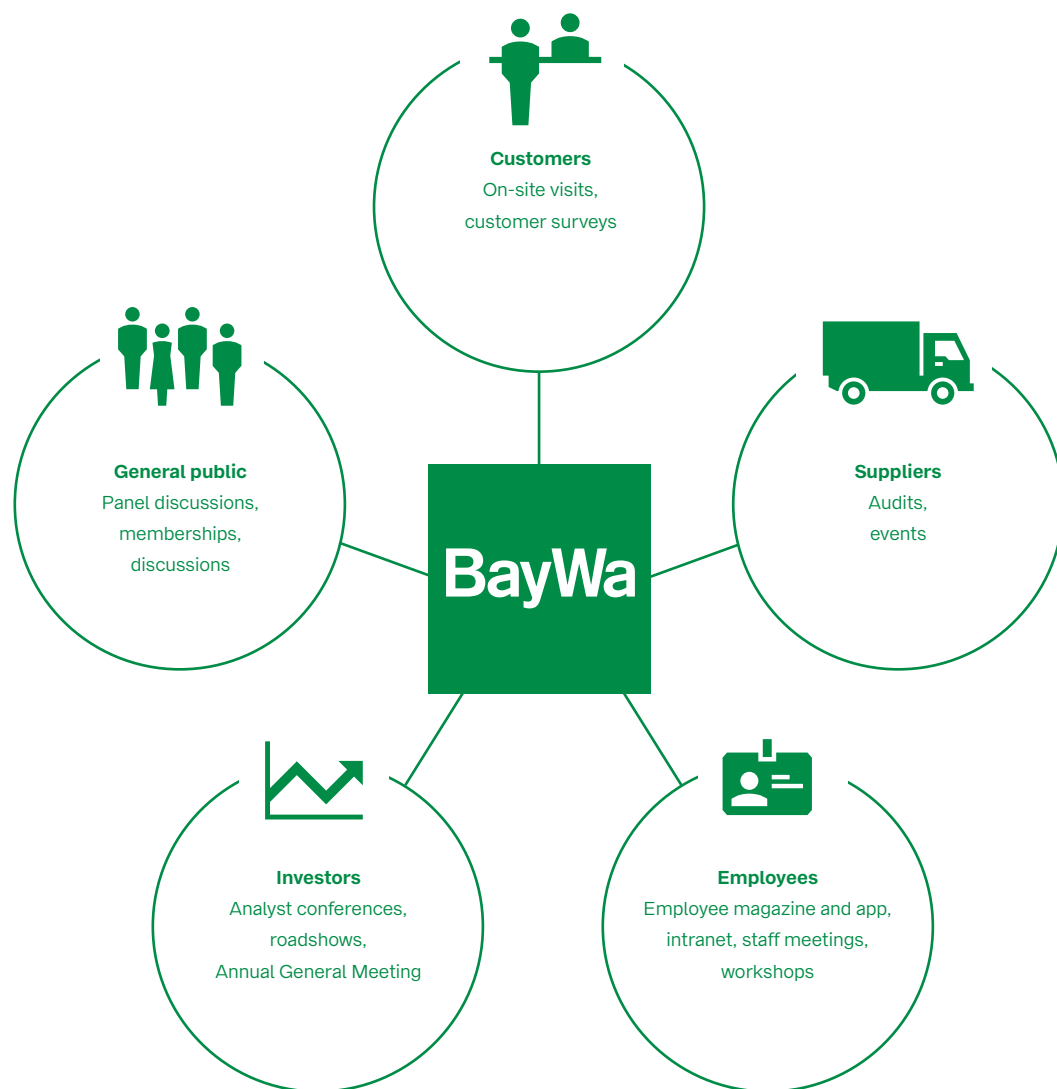 Customers
On-site visits,
customer surveys
General public
Panel discussions,
memberships,
discussions
Suppliers
Audits,
events
BayWa
Investors
Analyst conferences,
roadshows,
Annual General Meeting
Employees
Employee magazine and app,
intranet, staff meetings,
workshops